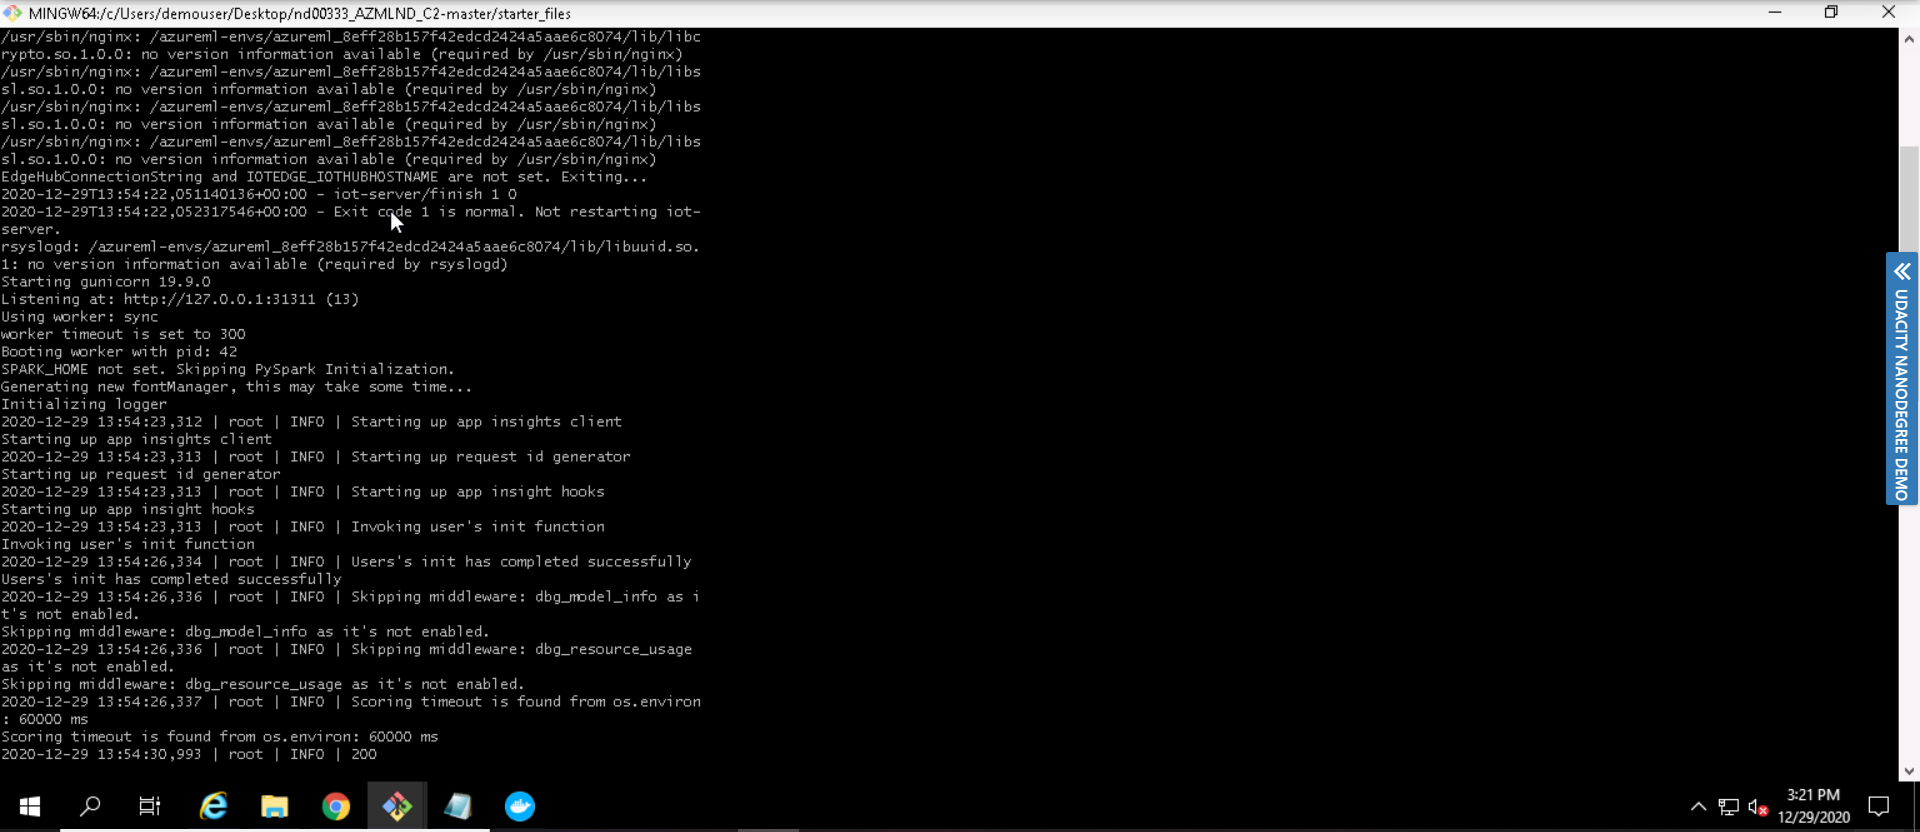 MINGW64:/c/Users/demouser/Desktop/nd00333_AZMLND_C2-master/starter_files
/usr/sbin/nginx: /azureml-envs/azureml_8eff28b157f42edcd2424a5aae6c8074/lib/libc
rypto.so.1.0.0: no version information available (required by /usr/sbin/nginx)
/usr/sbin/nginx: /azureml-envs/azureml_8eff28b157f42edcd2424a5aae6c8074/lib/libs
sl.so.1.0.0: no version information available (required by /usr/sbin/nginx)
/usr/sbin/nginx: /azureml-envs/azureml_8eff28b157f42edcd2424a5aae6c8074/lib/libs
sl.so.1.0.0: no version information available (required by /usr/sbin/nginx)
/usr/sbin/nginx: /azureml-envs/azureml_8eff28b157f42edcd2424a5aae6c8074/lib/libs
sl.so.1.0.0: no version information available (required by /usr/sbin/nginx)
EdgeHubConnectionString and IOTEDGE_IOTHUBHOSTNAME are not set. Exiting...
2020-12-29T13:54:22,051140136+00:00 - iot-server/finish 1 0
2020-12-29T13:54:22,052317546+00:00 - Exit code 1 is normal. Not restarting iot-
server.
rsyslogd: /azureml-envs/azureml_8eff28b157f42edcd2424a5aae6c8074/lib/libuuid.so.
1: no version information available (required by rsyslogd)
Starting gunicorn 19.9.0
Listening at: http://127.0.0.1:31311 (13)
Using worker: sync
worker timeout is set to 300
Booting worker with pid: 42
SPARK_HOME not set. Skipping PySpark Initialization.
Generating new fontManager, this may take some time...
Initializing logger
2020-12-29 13:54:23,312 | root | INFO | Starting up app insights client
Starting up app insights client
2020-12-29 13:54:23,313 | root | INFO | Starting up request id generator
Starting up request id generator
2020-12-29 13:54:23,313 | root | INFO | Starting up app insight hooks
Starting up app insight hooks
2020-12-29 13:54:23,313 | root | INFO | Invoking user's init function
Invoking user's init function
2020-12-29 13:54:26,334 | root | INFO | Users's init has completed successfully
Users's init has completed successfully
2020-12-29 13:54:26,336 | root | INFO | Skipping middleware: dbg_model_info as i
t's not enabled.
Skipping middleware: dbg_model_info as it's not enabled.
2020-12-29 13:54:26,336 | root | INFO | Skipping middleware: dbg_resource_usage
as it's not enabled.
Skipping middleware: dbg_resource_usage as it's not enabled.
2020-12-29 13:54:26,337 | root | INFO | Scoring timeout is found from os.environ
: 60000 ms
Scoring timeout is found from os.environ: 60000 ms
2020-12-29 13:54:30,993 | root | INFO | 200
UDACITY NANODEGREE DEMO
3:21 PM
12/29/2020